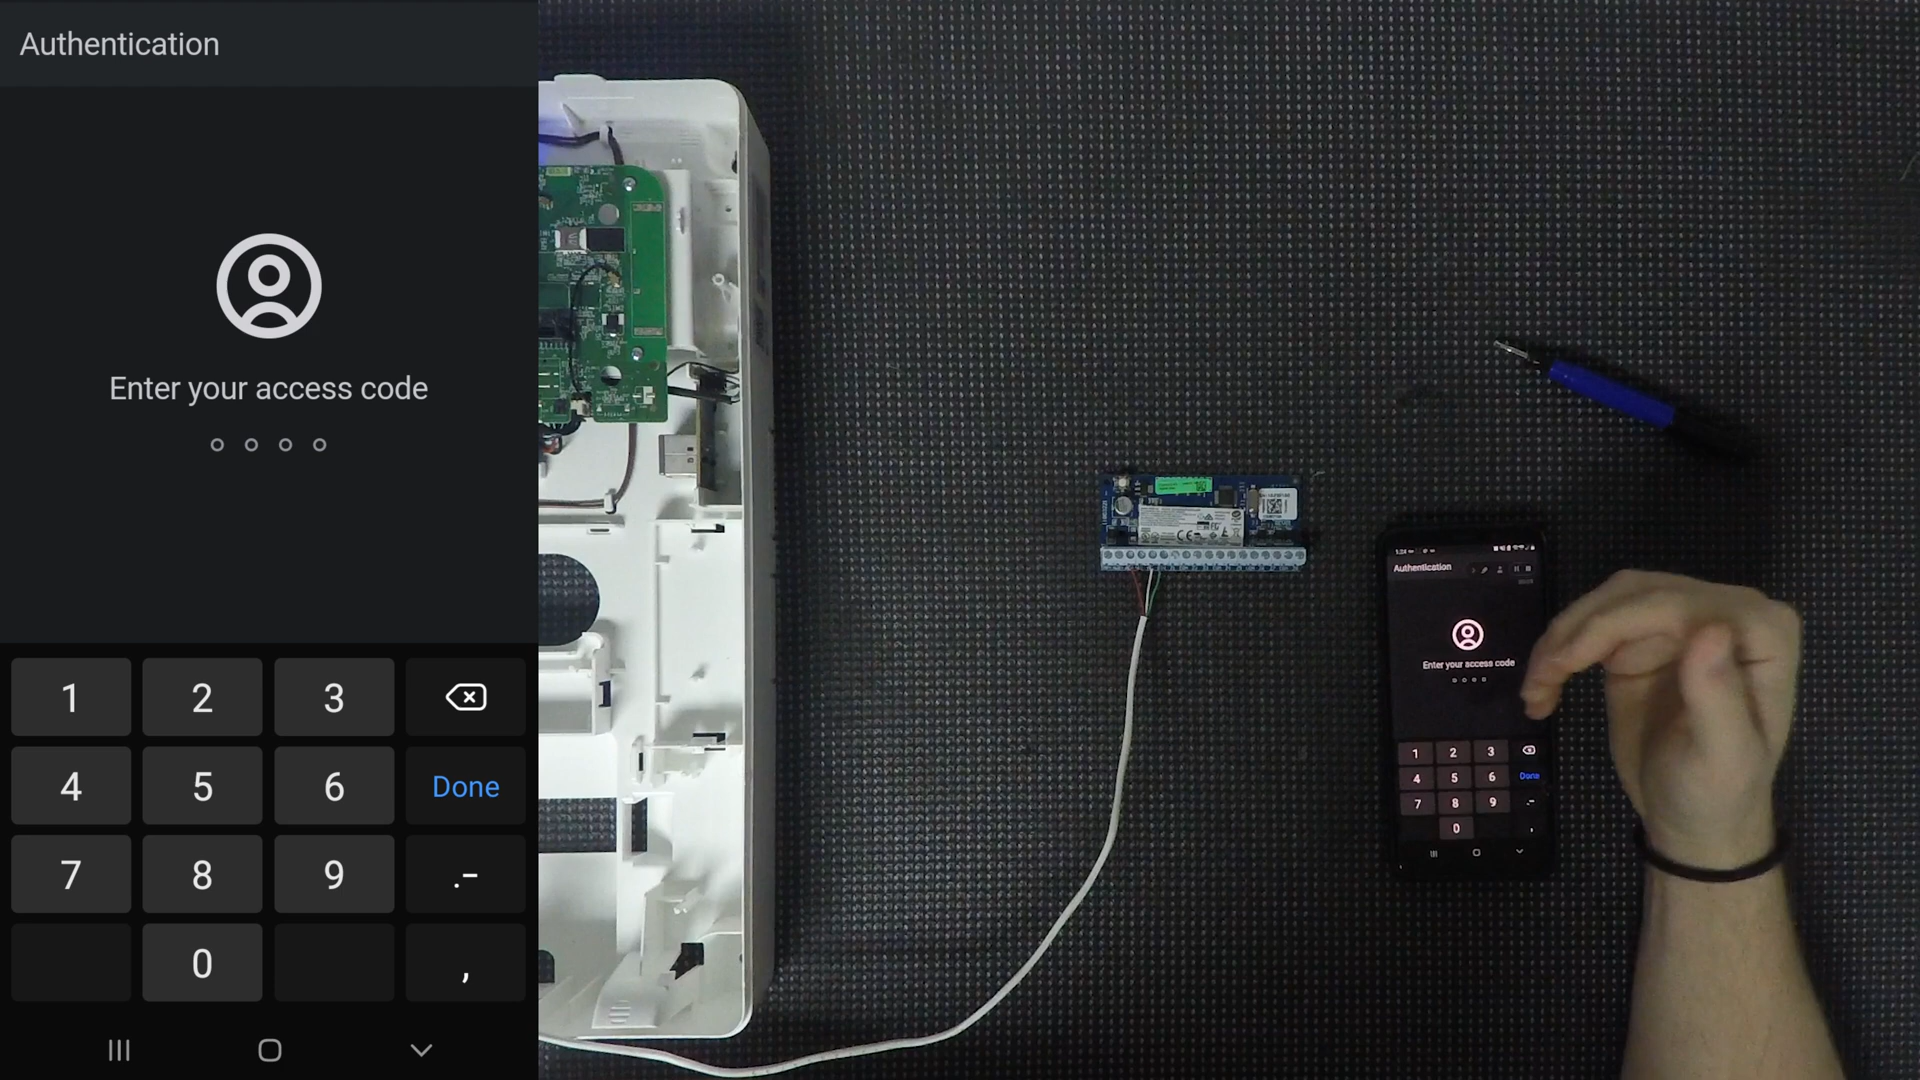 Authentication
Enter your access code
1 2 3
4 5 6 Done
7 8 9 .-
0 ,
Authentication
Enter your access code
1 2 3
4 5 6 Done
7 8 9 .-
0 ,